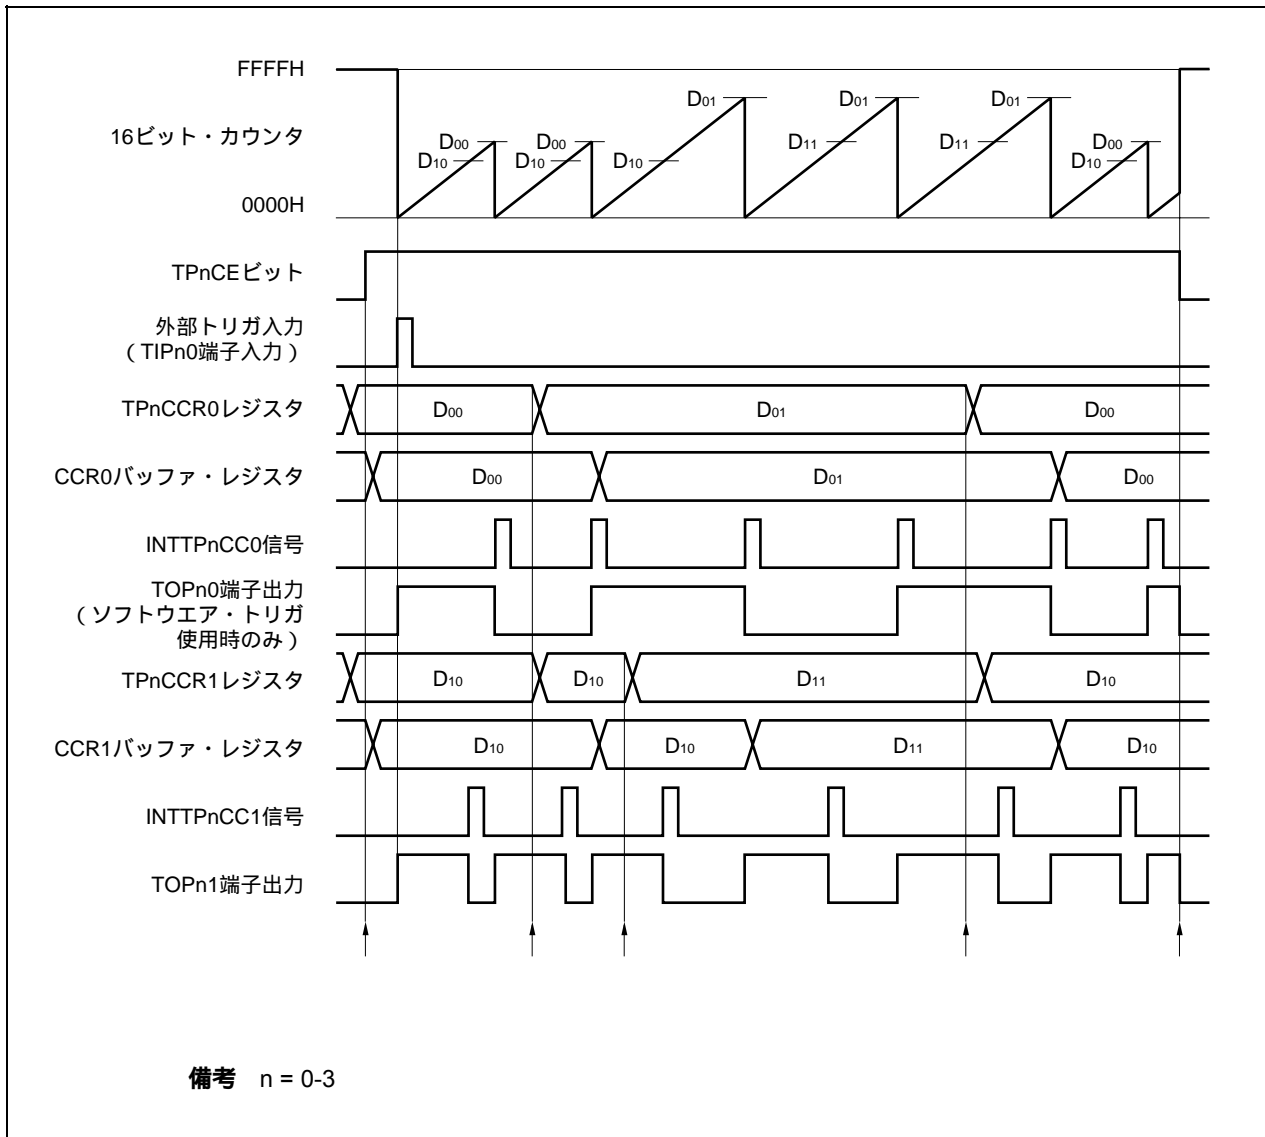 FFFFH
D01 D01 D01
16ビット・カウンタ
D00 D00 D11 D11 D00
D10 D10 D10 D10
0000H
TPnCEビット
外部トリガ入力
（TIPn0端子入力）
TPnCCR0レジスタ D00 D01 D00
CCR0バッファ・レジスタ D00 D01 D00
INTTPnCC0信号
TOPn0端子出力
（ソフトウエア・トリガ
使用時のみ）
TPnCCR1レジスタ D10 D10 D11 D10
CCR1バッファ・レジスタ D10 D10 D11 D10
INTTPnCC1信号
TOPn1端子出力
備考 n = 0-3